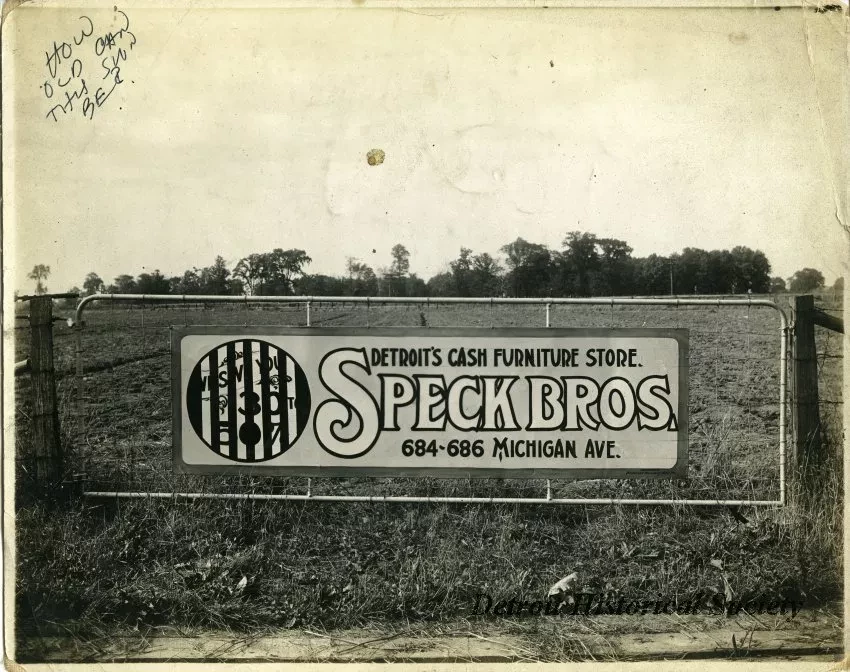 HOW
OLD CAN
THIS SIGN
BE?
DETROIT'S CASH FURNITURE STORE.
SPECK BROS.
684-686 MICHIGAN AVE.
Detroit Historical Society